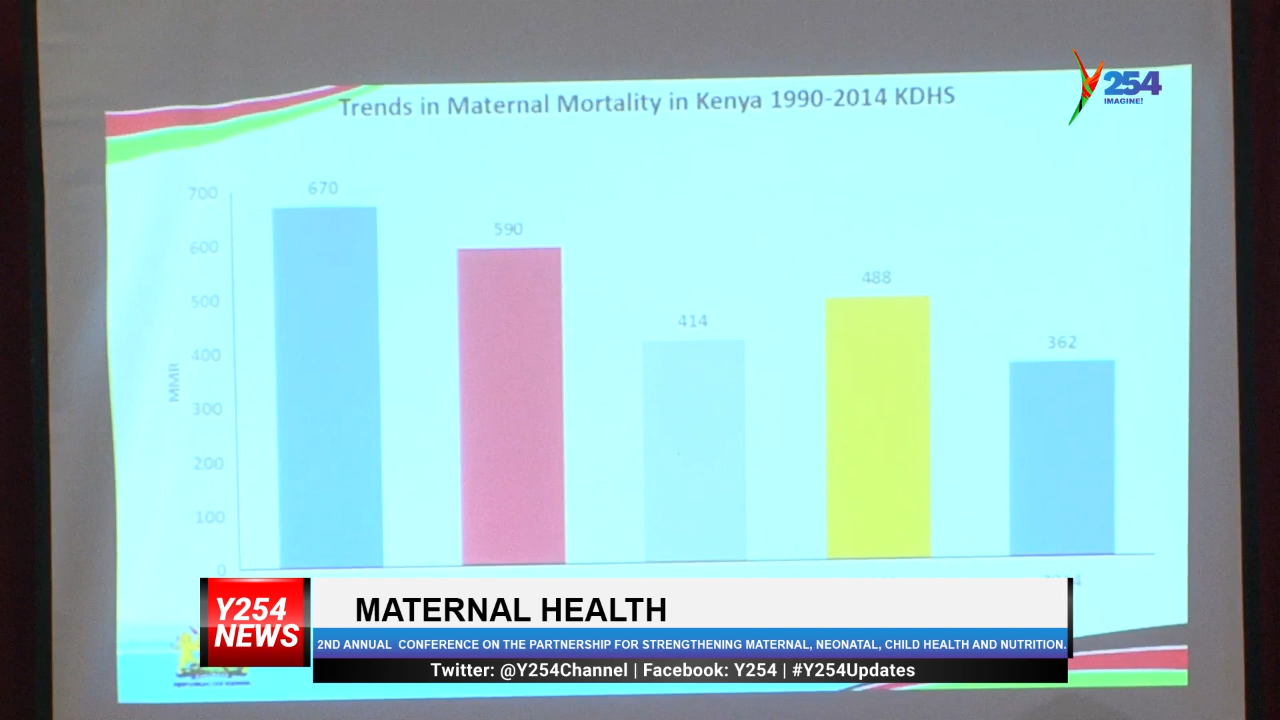 Trends in Maternal Mortality in Kenya 1990-2014 KDHS
Y254
IMAGINE!
700
600
500
400
300
200
100
0
MMR
670
590
414
488
362
Y254
NEWS
MATERNAL HEALTH
2ND ANNUAL CONFERENCE ON THE PARTNERSHIP FOR STRENGTHENING MATERNAL, NEONATAL, CHILD HEALTH AND NUTRITION.
Twitter: @Y254Channel | Facebook: Y254 | #Y254Updates